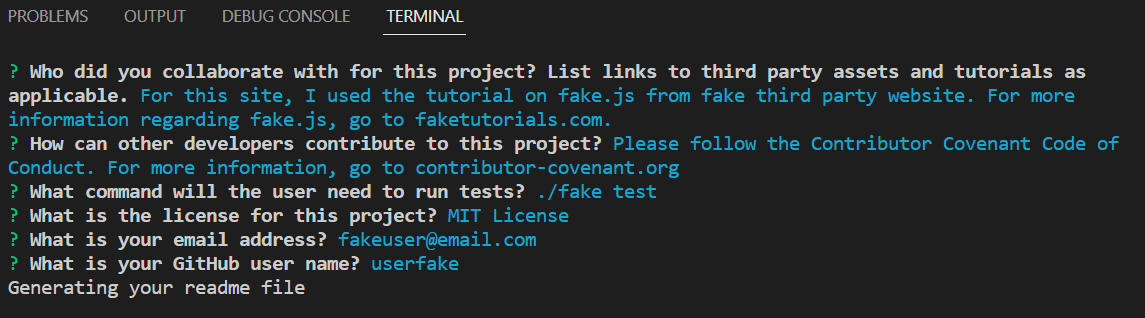 PROBLEMS OUTPUT DEBUG CONSOLE TERMINAL
? Who did you collaborate with for this project? List links to third party assets and tutorials as
applicable. For this site, I used the tutorial on fake.js from fake third party website. For more
information regarding fake.js, go to faketutorials.com.
? How can other developers contribute to this project? Please follow the Contributor Covenant Code of
Conduct. For more information, go to contributor-covenant.org
? What command will the user need to run tests? ./fake test
? What is the license for this project? MIT License
? What is your email address? fakeuser@email.com
? What is your GitHub user name? userfake
Generating your readme file